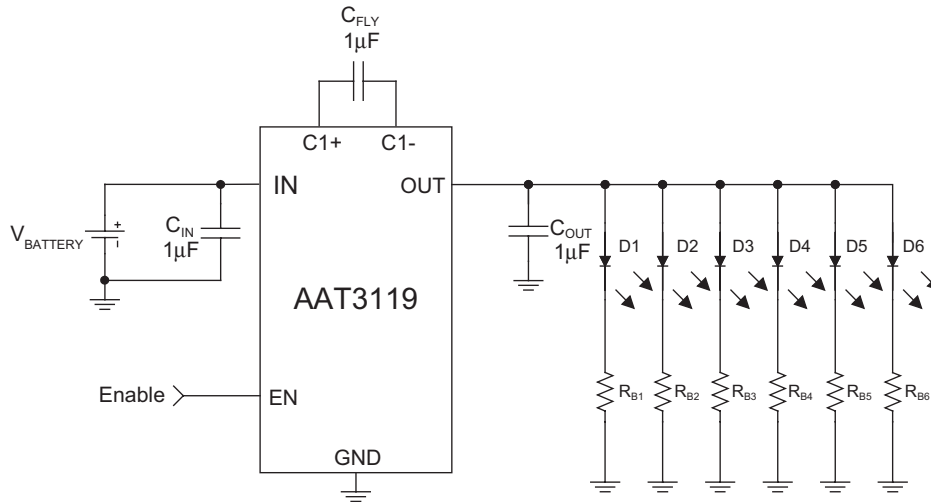 C_FLY
1µF
C1+ C1-
IN
OUT
V_BATTERY
+
-
C_IN
1µF
C_OUT
1µF
D1 D2 D3 D4 D5 D6
AAT3119
Enable
EN
R_B1 R_B2 R_B3 R_B4 R_B5 R_B6
GND